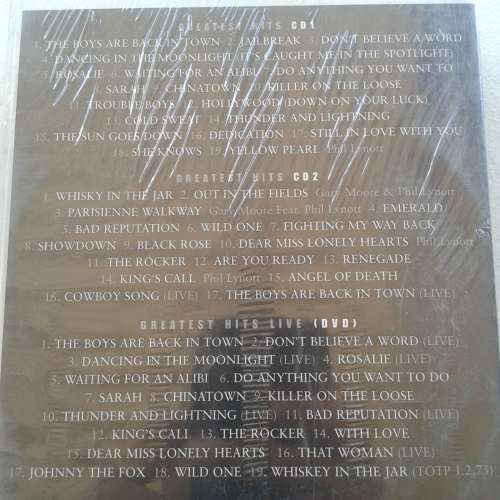 GREATEST HITS CD1
1. THE BOYS ARE BACK IN TOWN 2. JAILBREAK 3. DON'T BELIEVE A WORD
4. DANCING IN THE MOONLIGHT (IT'S CAUGHT ME IN THE SPOTLIGHT)
5. ROSALIE 6. WAITING FOR AN ALIBI 7. DO ANYTHING YOU WANT TO
8. SARAH 9. CHINATOWN 10. KILLER ON THE LOOSE
11. TROUBLE BOYS 12. HOLLYWOOD (DOWN ON YOUR LUCK)
13. COLD SWEAT 14. THUNDER AND LIGHTNING
15. THE SUN GOES DOWN 16. DEDICATION 17. STILL IN LOVE WITH YOU
18. SHE KNOWS 19. YELLOW PEARL Phil Lynott
GREATEST HITS CD2
1. WHISKY IN THE JAR 2. OUT IN THE FIELDS Gary Moore & Phil Lynott
3. PARISIENNE WALKWAY Gary Moore Feat. Phil Lynott 4. EMERALD
5. BAD REPUTATION 6. WILD ONE 7. FIGHTING MY WAY BACK
8. SHOWDOWN 9. BLACK ROSE 10. DEAR MISS LONELY HEARTS Phil Lynott
11. THE ROCKER 12. ARE YOU READY 13. RENEGADE
14. KING'S CALL Phil Lynott 15. ANGEL OF DEATH
16. COWBOY SONG (LIVE) 17. THE BOYS ARE BACK IN TOWN (LIVE)
GREATEST HITS LIVE (DVD)
1. THE BOYS ARE BACK IN TOWN 2. DON'T BELIEVE A WORD (LIVE)
3. DANCING IN THE MOONLIGHT (LIVE) 4. ROSALIE (LIVE)
5. WAITING FOR AN ALIBI 6. DO ANYTHING YOU WANT TO DO
7. SARAH 8. CHINATOWN 9. KILLER ON THE LOOSE
10. THUNDER AND LIGHTNING (LIVE) 11. BAD REPUTATION (LIVE)
12. KING'S CALL 13. THE ROCKER 14. WITH LOVE
15. DEAR MISS LONELY HEARTS 16. THAT WOMAN (LIVE)
17. JOHNNY THE FOX 18. WILD ONE 19. WHISKEY IN THE JAR (TOTP 1.2.73)